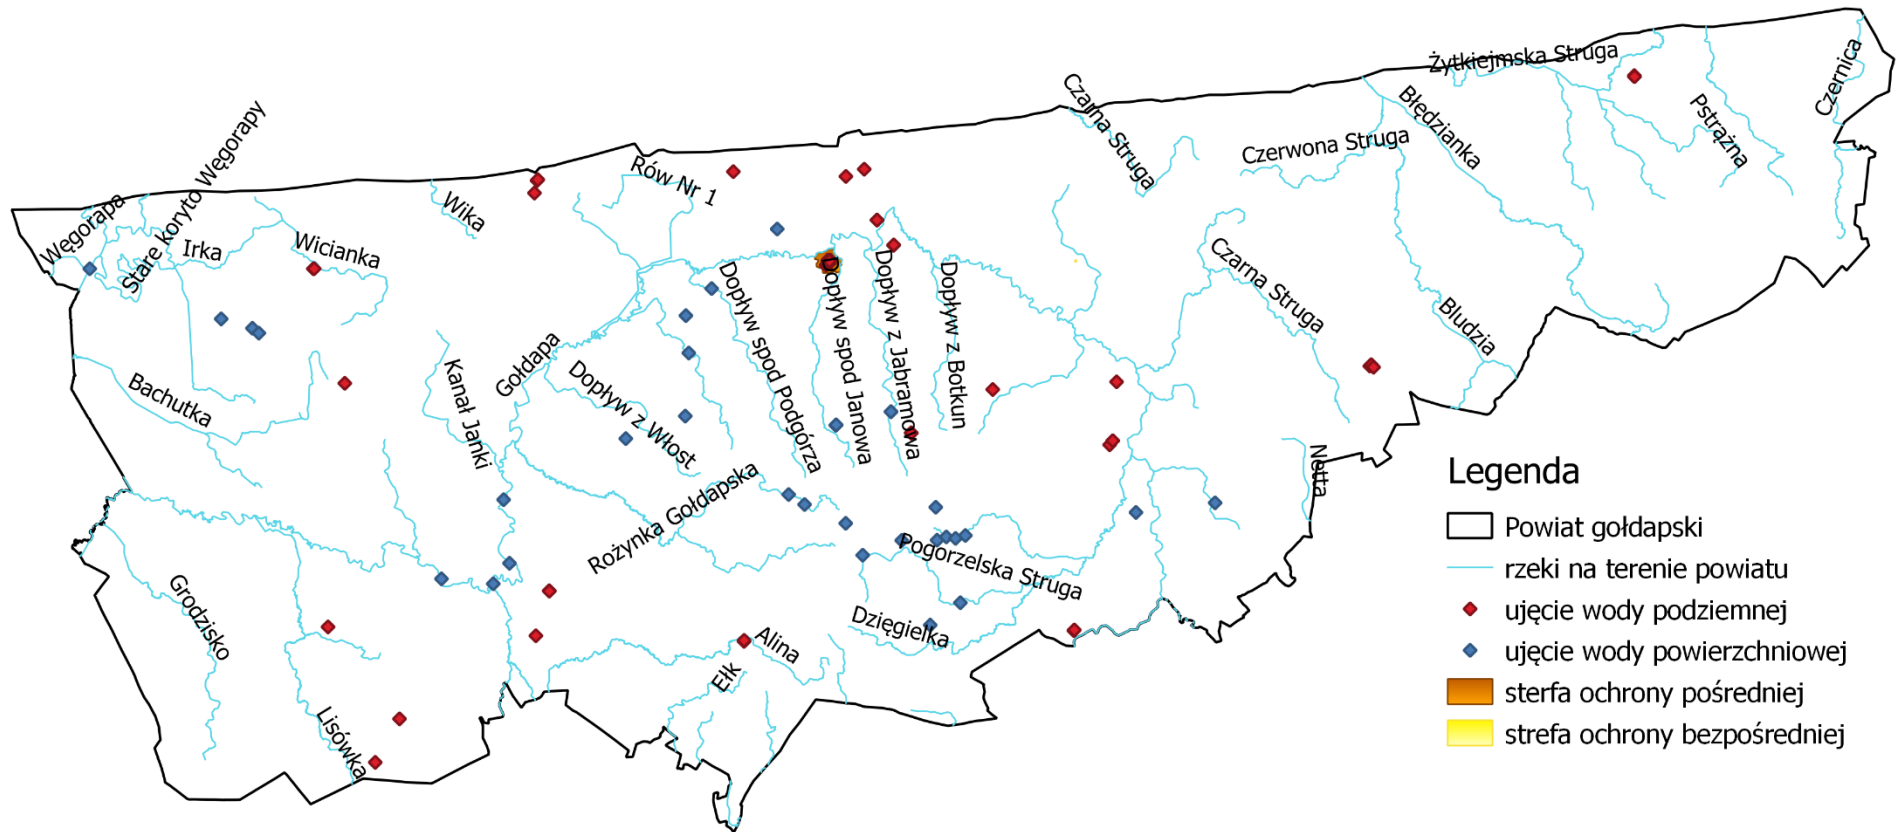 Żytkiejmska Struga
Czernica
Czarna Struga
Błędzianka
Pstrążna
Stare koryto Węgorapy
Czerwona Struga
Rów Nr 1
Wika
Węgorapa
Irka
Wicianka
Czarna Struga
Dopływ spod Podgórza
Dopływ spod Janowa
Dopływ z Jabramowa
Dopływ z Botkun
Bludzia
Gołdapa
Bachutka
Kanał Janki
Dopływ z Włost
Netta
Rożynka Gołdapska
Pogorzelska Struga
Grodzisko
Dzięgiełka
Alina
Ełk
Lisówka
Legenda
Powiat gołdapski
rzeki na terenie powiatu
ujęcie wody podziemnej
ujęcie wody powierzchniowej
sterfa ochrony pośredniej
strefa ochrony bezpośredniej